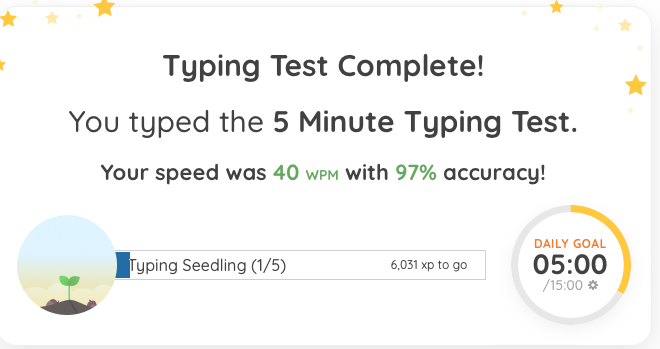 Typing Test Complete!
You typed the 5 Minute Typing Test.
Your speed was 40 WPM with 97% accuracy!
Typing Seedling (1/5) 6,031 xp to go
DAILY GOAL
05:00
/15:00